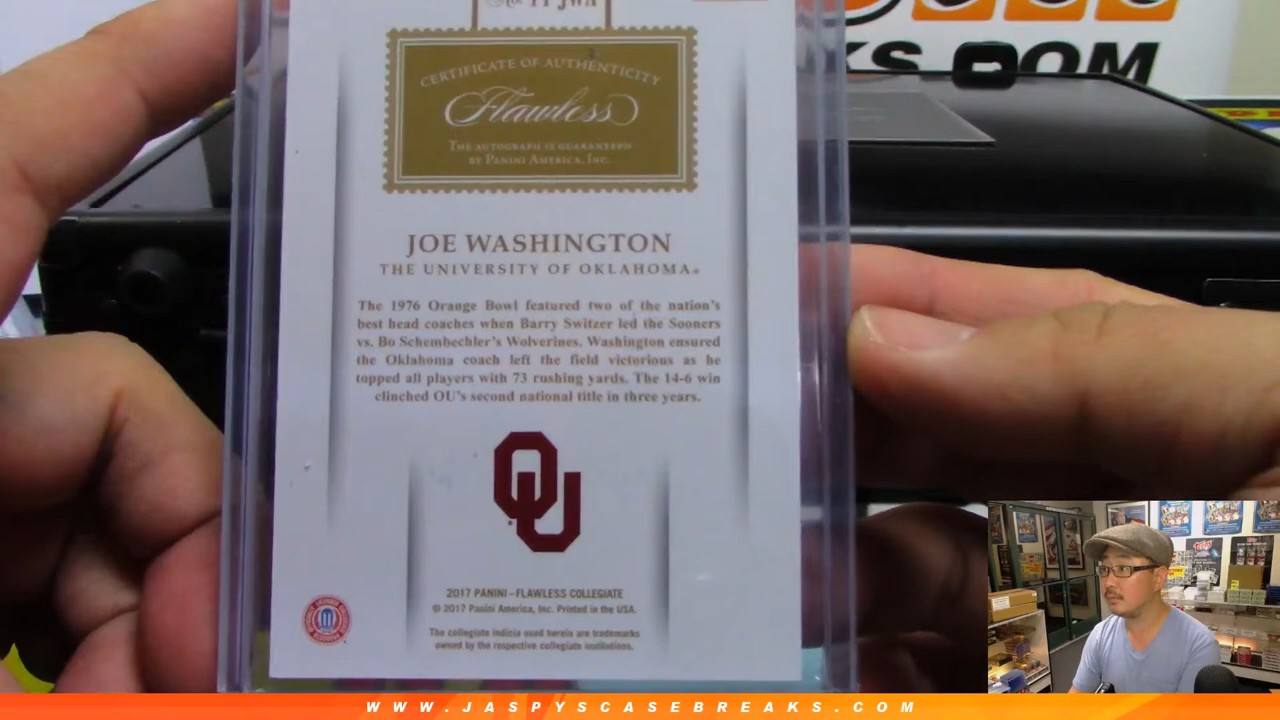 KS.COM
CERTIFICATE OF AUTHENTICITY
Flawless
THE AUTOGRAPH IS GUARANTEED
BY PANINI AMERICA, INC.
JOE WASHINGTON
THE UNIVERSITY OF OKLAHOMA®
The 1976 Orange Bowl featured two of the nation's
best head coaches when Barry Switzer led the Sooners
vs. Bo Schembechler's Wolverines. Washington ensured
the Oklahoma coach left the field victorious as he
topped all players with 73 rushing yards. The 14-6 win
clinched OU's second national title in three years.
OU
2017 PANINI–FLAWLESS COLLEGIATE
© 2017 Panini America, Inc. Printed in the USA.
The collegiate indicia used herein are trademarks
owned by the respective collegiate institutions.
WWW.JASPYSCASEBREAKS.COM